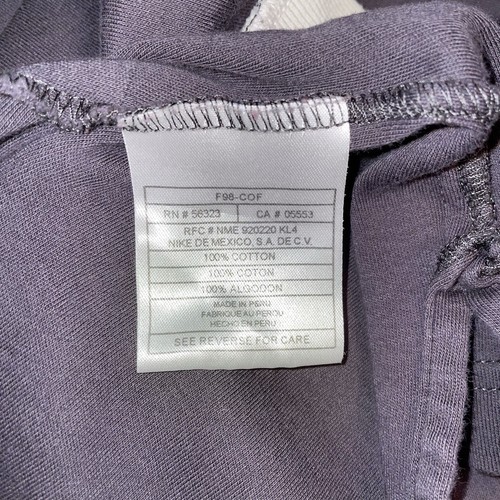 F98-COF
RN # 56323 CA # 05553
RFC # NME 920220 KL4
NIKE DE MEXICO, S.A. DE C.V.
100% COTTON
100% COTON
100% ALGODON
MADE IN PERU
FABRIQUE AU PEROU
HECHO EN PERU
SEE REVERSE FOR CARE